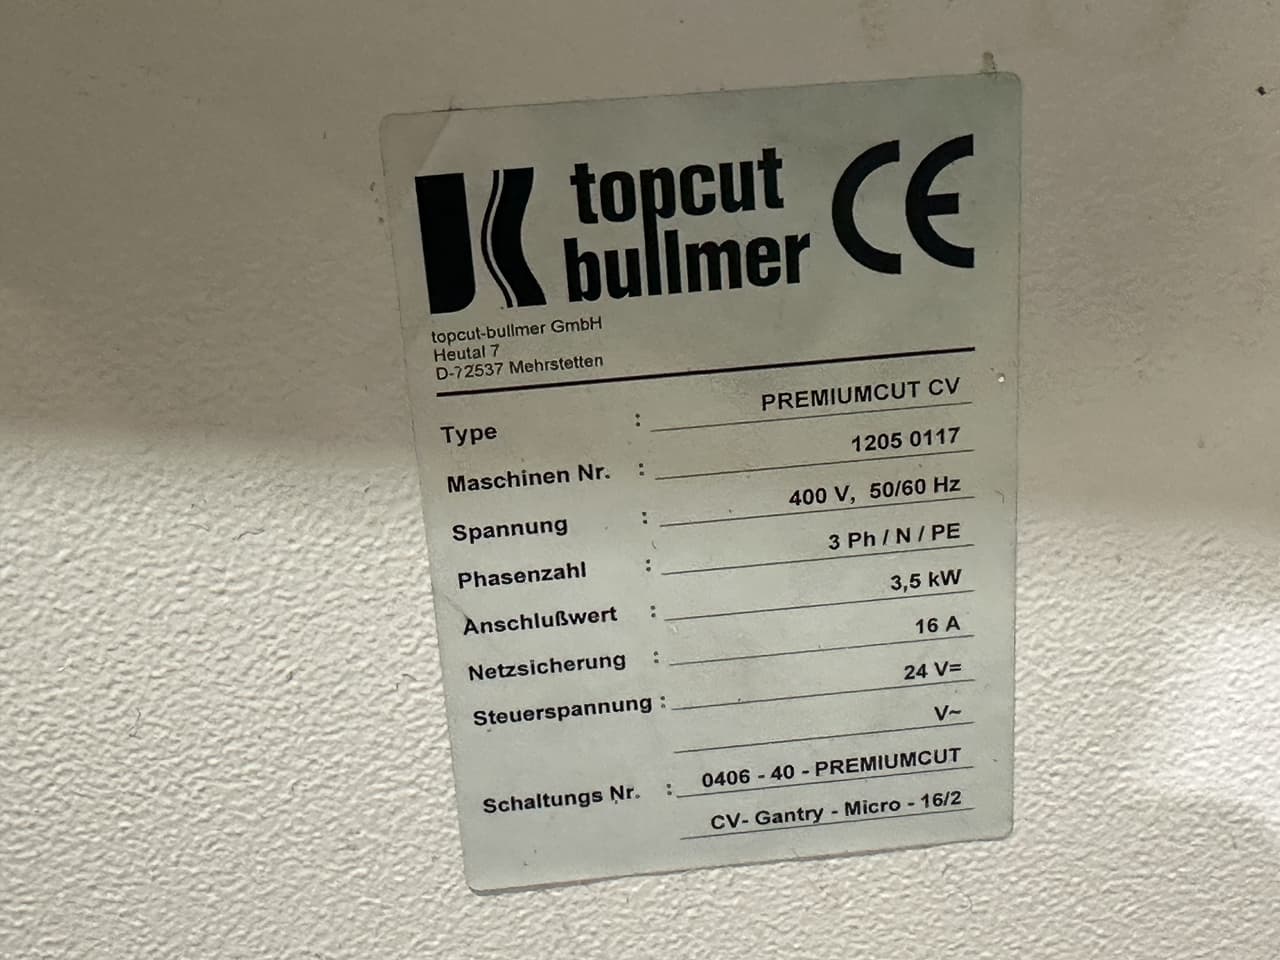 topcut
bullmer
CE
topcut-bullmer GmbH
Heutal 7
D-72537 Mehrstetten
Type : PREMIUMCUT CV
Maschinen Nr. : 1205 0117
Spannung : 400 V, 50/60 Hz
Phasenzahl : 3 Ph / N / PE
Anschlußwert : 3,5 kW
Netzsicherung : 16 A
Steuerspannung : 24 V=
V~
Schaltungs Nr. : 0406 - 40 - PREMIUMCUT
CV- Gantry - Micro - 16/2